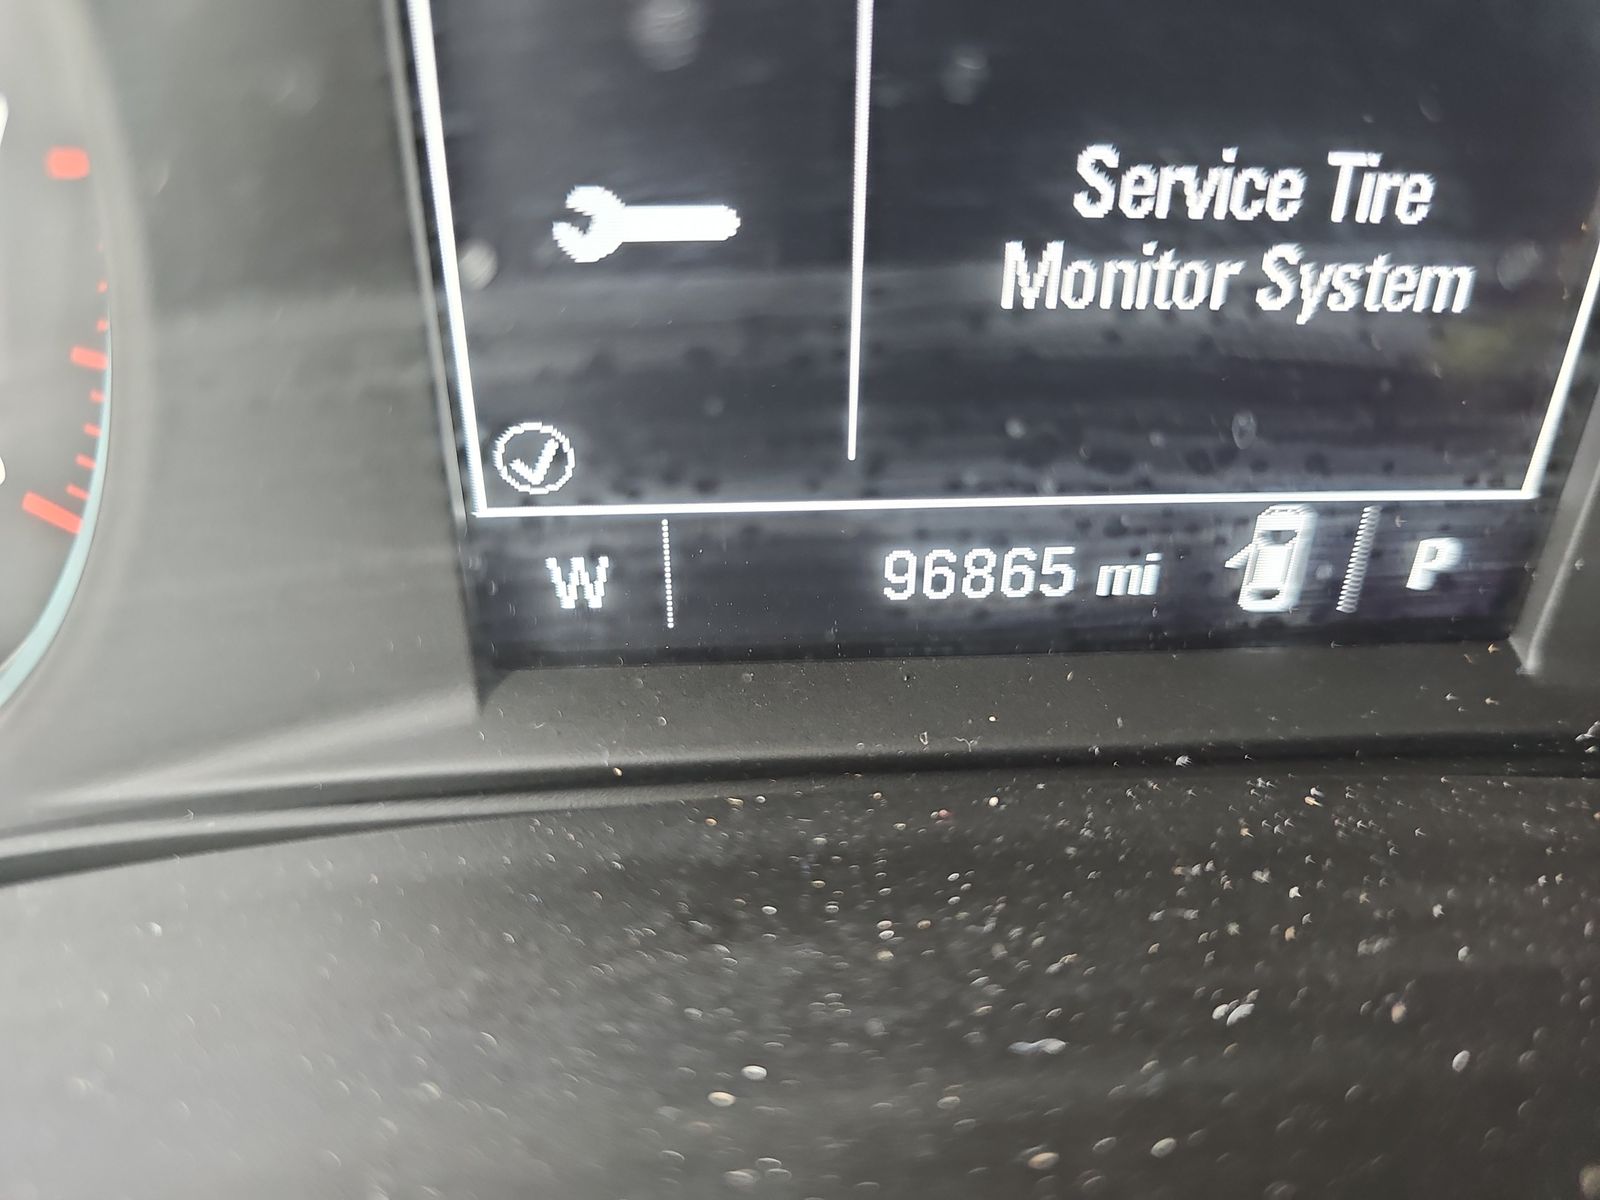 Service Tire
Monitor System
W 96865 mi P